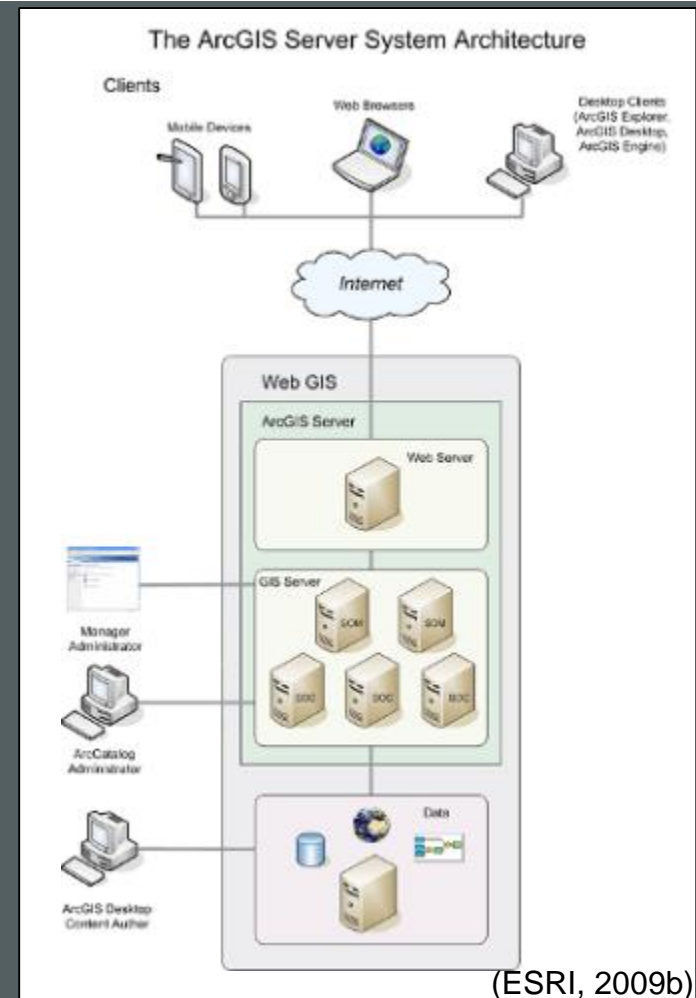 The ArcGIS Server System Architecture
Clients
Mobile Devices
Web Browsers
Desktop Clients
(ArcGIS Explorer,
ArcGIS Desktop,
ArcGIS Engine)
Internet
Web GIS
ArcGIS Server
Web Server
GIS Server
SOM
SOM
SOC
SOC
SOC
Manager
Administrator
ArcCatalog
Administrator
Data
ArcGIS Desktop
Content Author
(ESRI, 2009b)